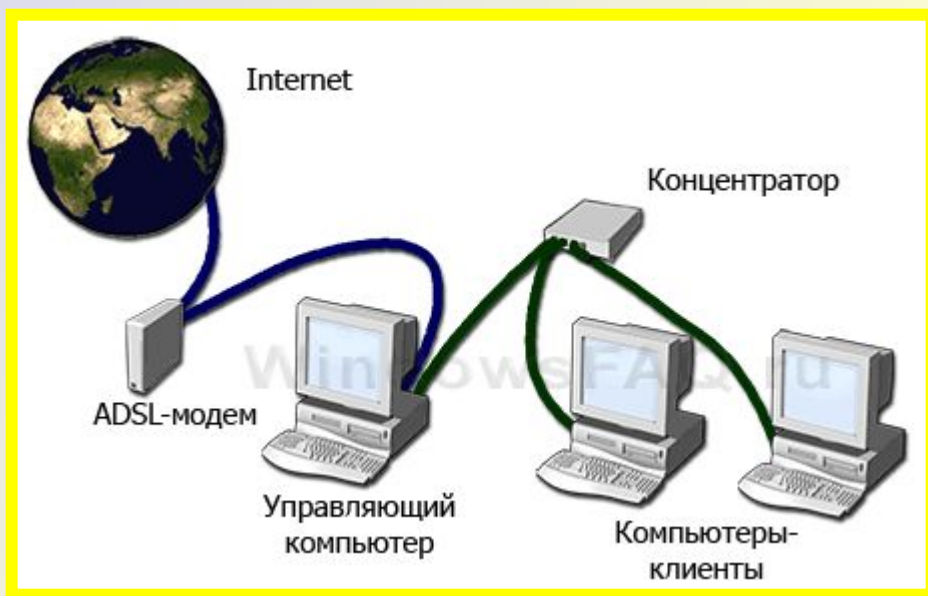 Internet
Концентратор
WindowsFAQ.ru
ADSL-модем
Управляющий
компьютер
Компьютеры-
клиенты